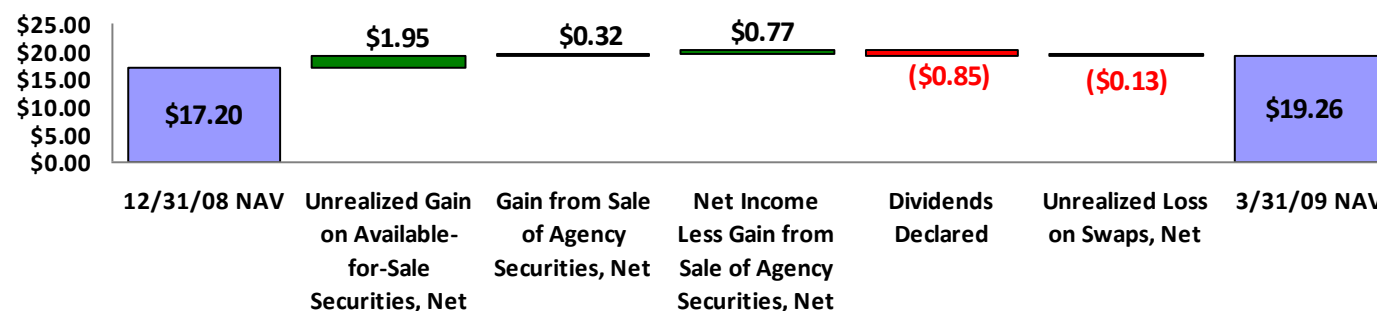 $25.00
$20.00
$15.00
$10.00
$5.00
$0.00
$17.20
$1.95
$0.32
$0.77
($0.85)
($0.13)
$19.26
12/31/08 NAV
Unrealized Gain
on Available-
for-Sale
Securities, Net
Gain from Sale
of Agency
Securities, Net
Net Income
Less Gain from
Sale of Agency
Securities, Net
Dividends
Declared
Unrealized Loss
on Swaps, Net
3/31/09 NAV